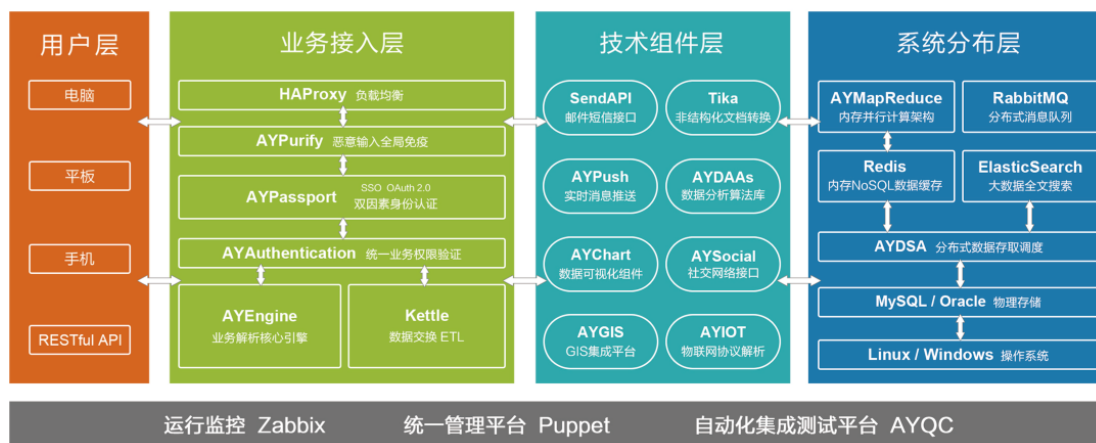 用户层
电脑
平板
手机
RESTful API
业务接入层
HAProxy 负载均衡
AYPurify 恶意输入全局免疫
SSO OAuth 2.0
AYPassport 双因素身份认证
AYAuthentication 统一业务权限验证
AYEngine
业务解析核心引擎
Kettle
数据交换 ETL
技术组件层
SendAPI
邮件短信接口
Tika
非结构化文档转换
AYPush
实时消息推送
AYDAAs
数据分析算法库
AYChart
数据可视化组件
AYSocial
社交网络接口
AYGIS
GIS集成平台
AYIOT
物联网协议解析
系统分布层
AYMapReduce
内存并行计算架构
RabbitMQ
分布式消息队列
Redis
内存NoSQL数据缓存
ElasticSearch
大数据全文搜索
AYDSA 分布式数据存取调度
MySQL / Oracle 物理存储
Linux / Windows 操作系统
运行监控 Zabbix 统一管理平台 Puppet 自动化集成测试平台 AYQC